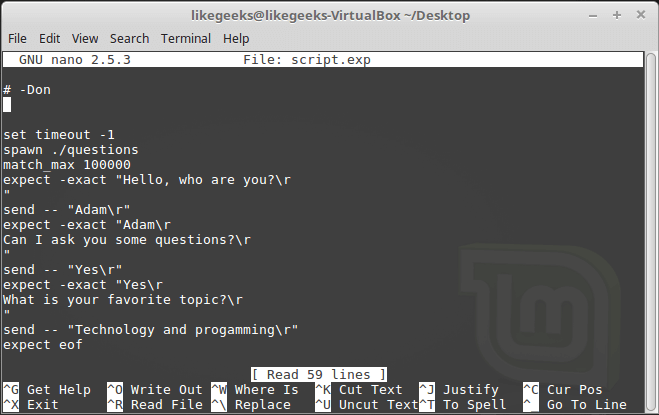 likegeeks@likegeeks-VirtualBox ~/Desktop
File Edit View Search Terminal Help
GNU nano 2.5.3 File: script.exp
# -Don
set timeout -1
spawn ./questions
match_max 100000
expect -exact "Hello, who are you?\r
"
send -- "Adam\r"
expect -exact "Adam\r
Can I ask you some questions?\r
"
send -- "Yes\r"
expect -exact "Yes\r
What is your favorite topic?\r
"
send -- "Technology and progamming\r"
expect eof
[ Read 59 lines ]
^G Get Help ^O Write Out ^W Where Is ^K Cut Text ^J Justify ^C Cur Pos
^X Exit ^R Read File ^\ Replace ^U Uncut Text ^T To Spell ^_ Go To Line